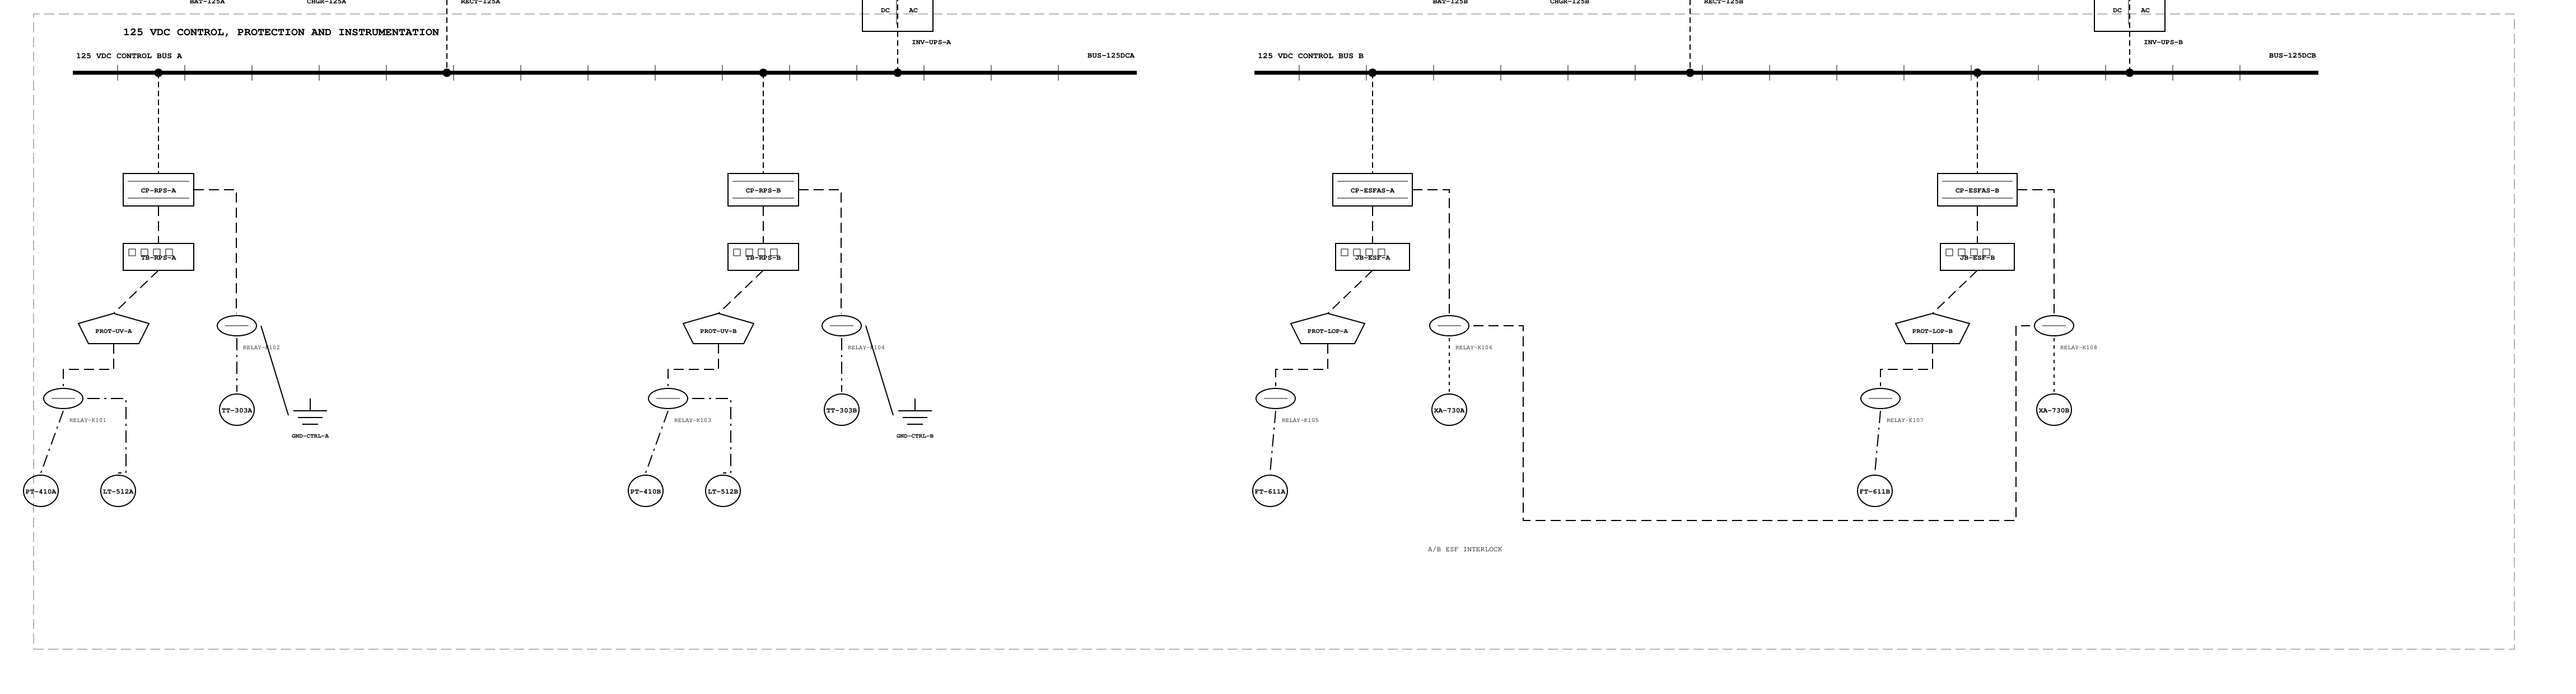 BAT-125A
CHGR-125A
RECT-125A
DC AC
INV-UPS-A
BAT-125B
CHGR-125B
RECT-125B
DC AC
INV-UPS-B
125 VDC CONTROL, PROTECTION AND INSTRUMENTATION
125 VDC CONTROL BUS A
BUS-125DCA
125 VDC CONTROL BUS B
BUS-125DCB
CP-RPS-A
CP-RPS-B
CP-ESFAS-A
CP-ESFAS-B
TB-RPS-A
TB-RPS-B
JB-ESF-A
JB-ESF-B
PROT-UV-A
RELAY-K102
PROT-UV-B
RELAY-K104
PROT-LOP-A
RELAY-K106
PROT-LOP-B
RELAY-K108
RELAY-K101
TT-303A
GND-CTRL-A
RELAY-K103
TT-303B
GND-CTRL-B
RELAY-K105
XA-730A
RELAY-K107
XA-730B
PT-410A
LT-512A
PT-410B
LT-512B
FT-611A
FT-611B
A/B ESF INTERLOCK